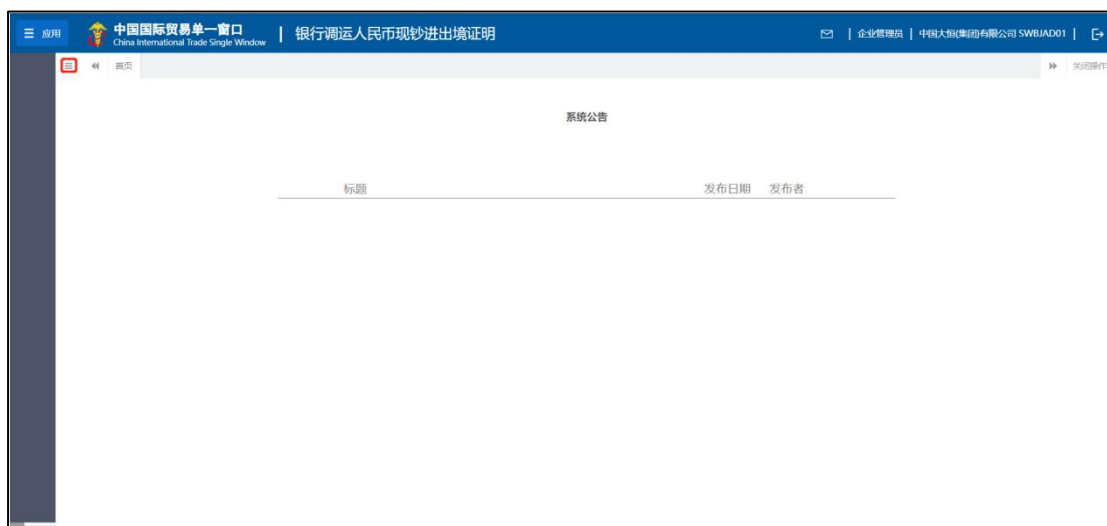 应用
中国国际贸易单一窗口 | 银行调运人民币现钞进出境证明
China International Trade Single Window
| 企业管理员 | 中国大恒(集团)有限公司 SWBJAD01 |
首页
关闭操作
系统公告
标题 发布日期 发布者